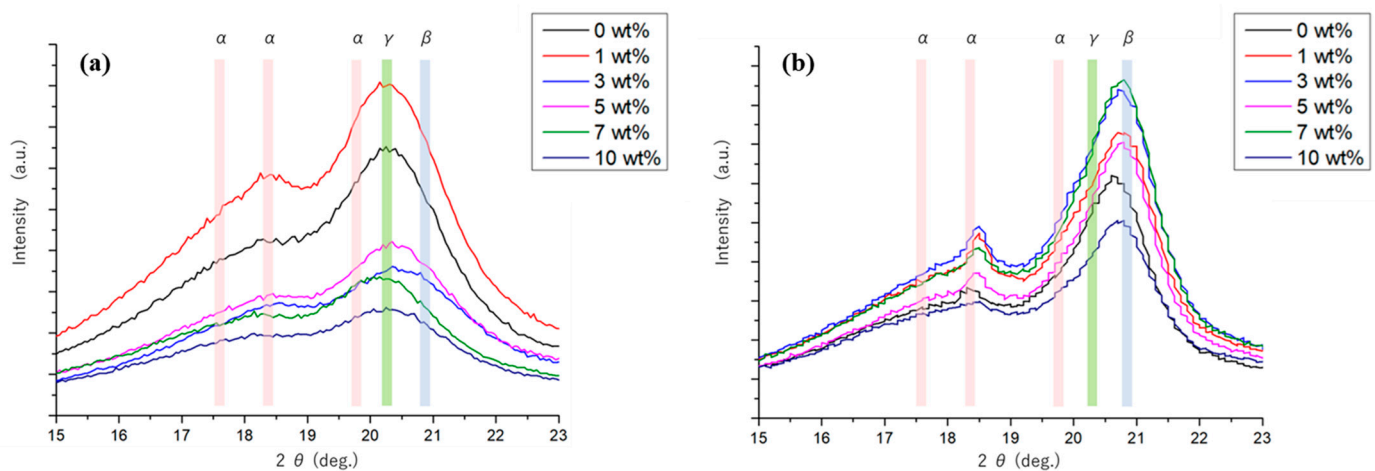 α α α γ β
(a)
0 wt%
1 wt%
3 wt%
5 wt%
7 wt%
10 wt%
Intensity (a.u.)
15 16 17 18 19 20 21 22 23
2 θ (deg.)
α α α γ β
(b)
0 wt%
1 wt%
3 wt%
5 wt%
7 wt%
10 wt%
Intensity (a.u.)
15 16 17 18 19 20 21 22 23
2 θ (deg.)